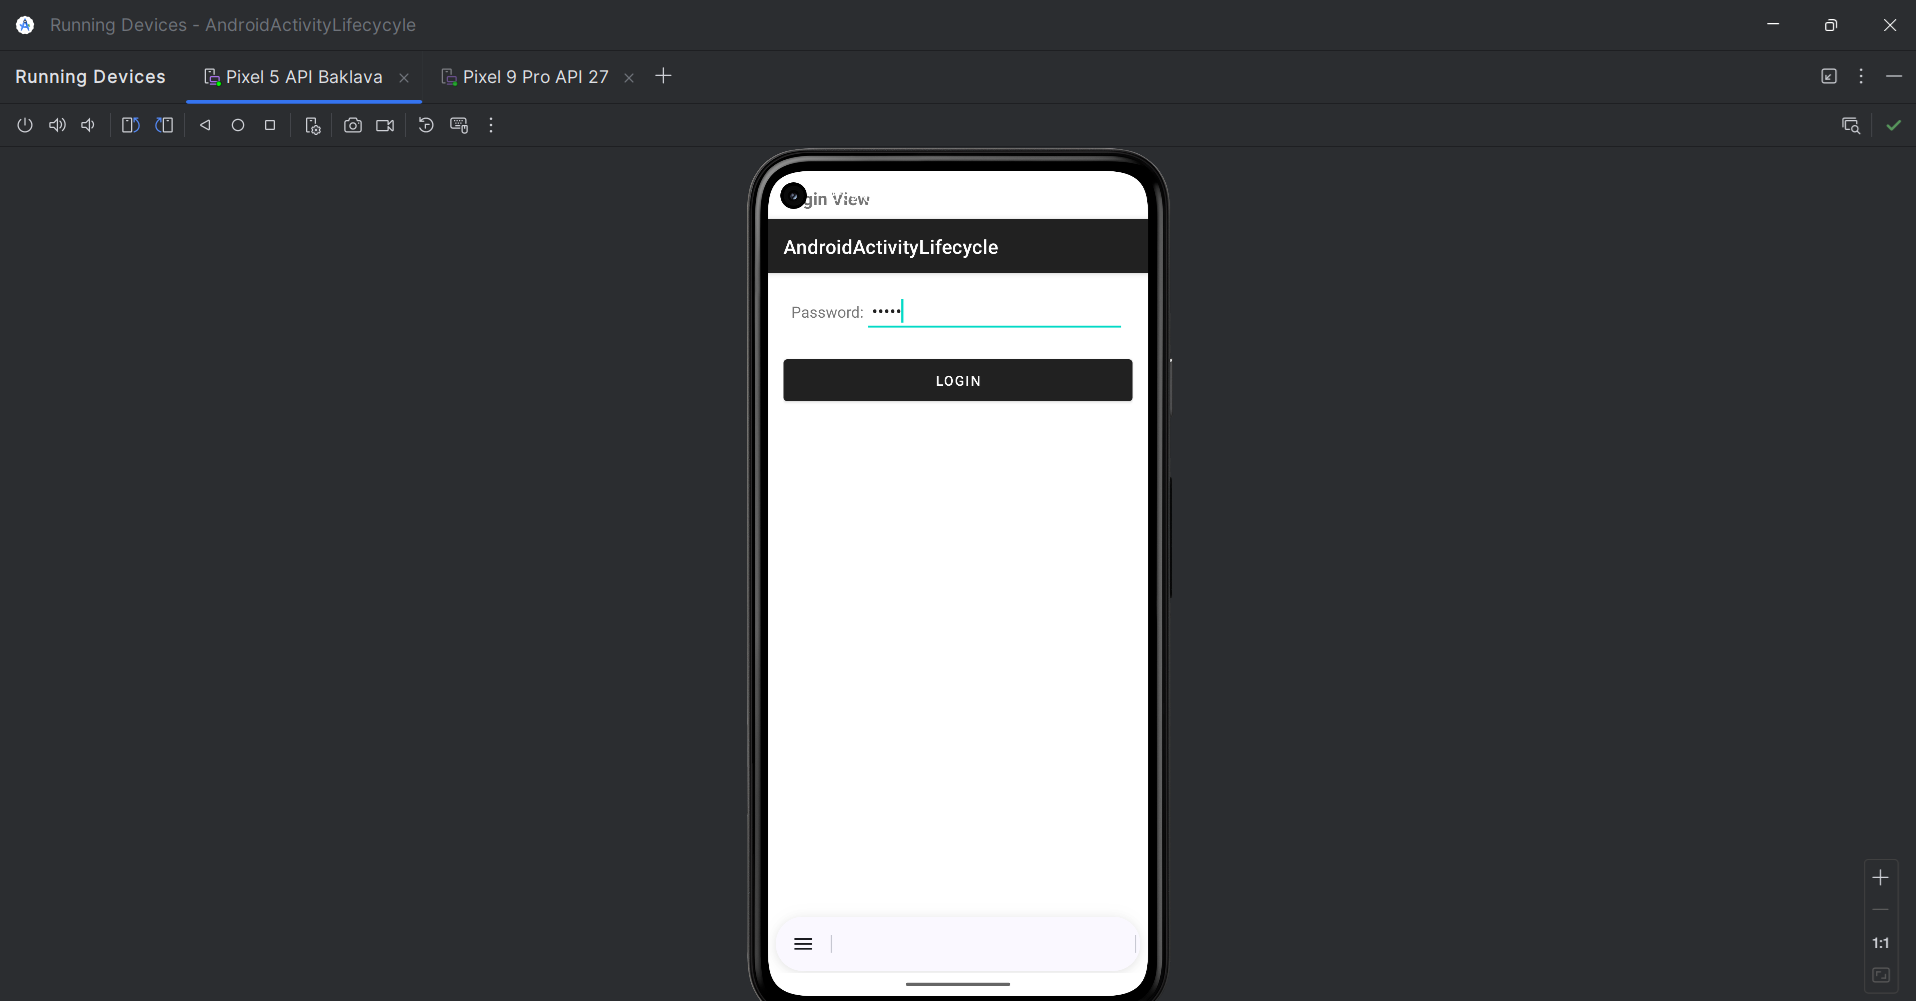 Running Devices - AndroidActivityLifecycyle
Running Devices
Pixel 5 API Baklava
Pixel 9 Pro API 27
gin View
AndroidActivityLifecycle
Password: •••••
LOGIN
1:1